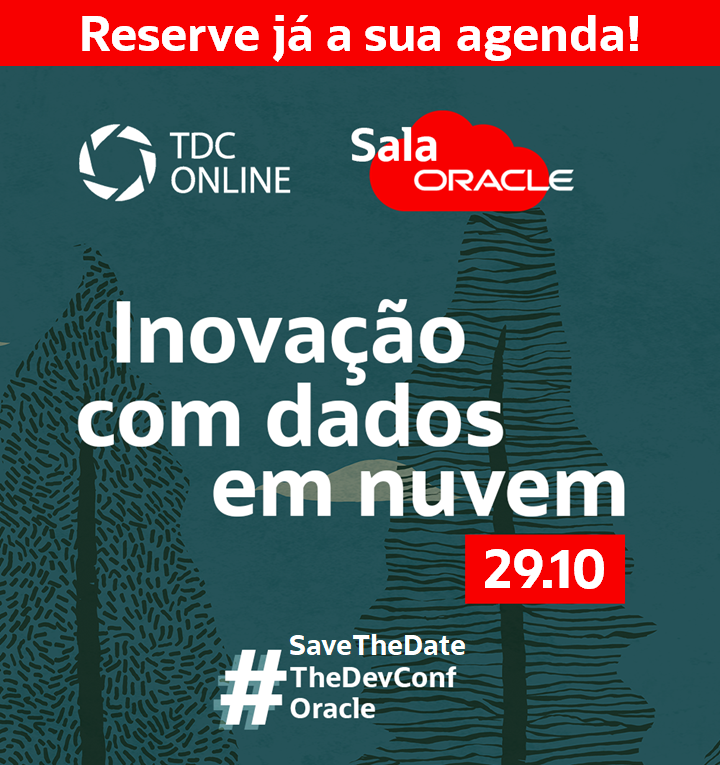 Reserve já a sua agenda!
TDC
ONLINE
Sala
ORACLE
Inovação
com dados
em nuvem
29.10
#
SaveTheDate
TheDevConf
Oracle